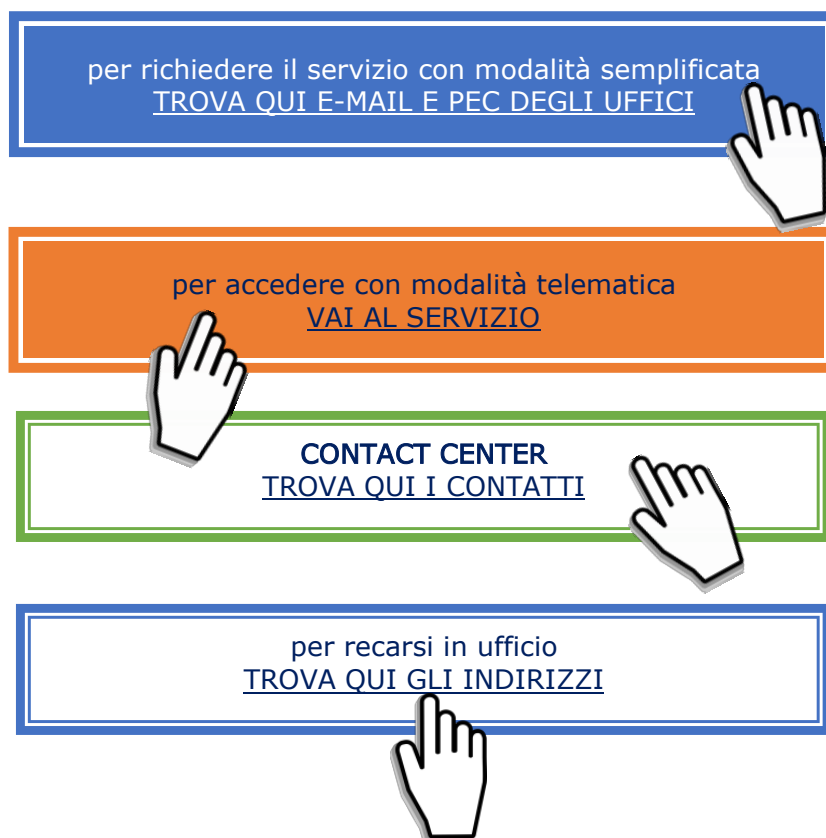 per richiedere il servizio con modalità semplificata
TROVA QUI E-MAIL E PEC DEGLI UFFICI
per accedere con modalità telematica
VAI AL SERVIZIO
CONTACT CENTER
TROVA QUI I CONTATTI
per recarsi in ufficio
TROVA QUI GLI INDIRIZZI